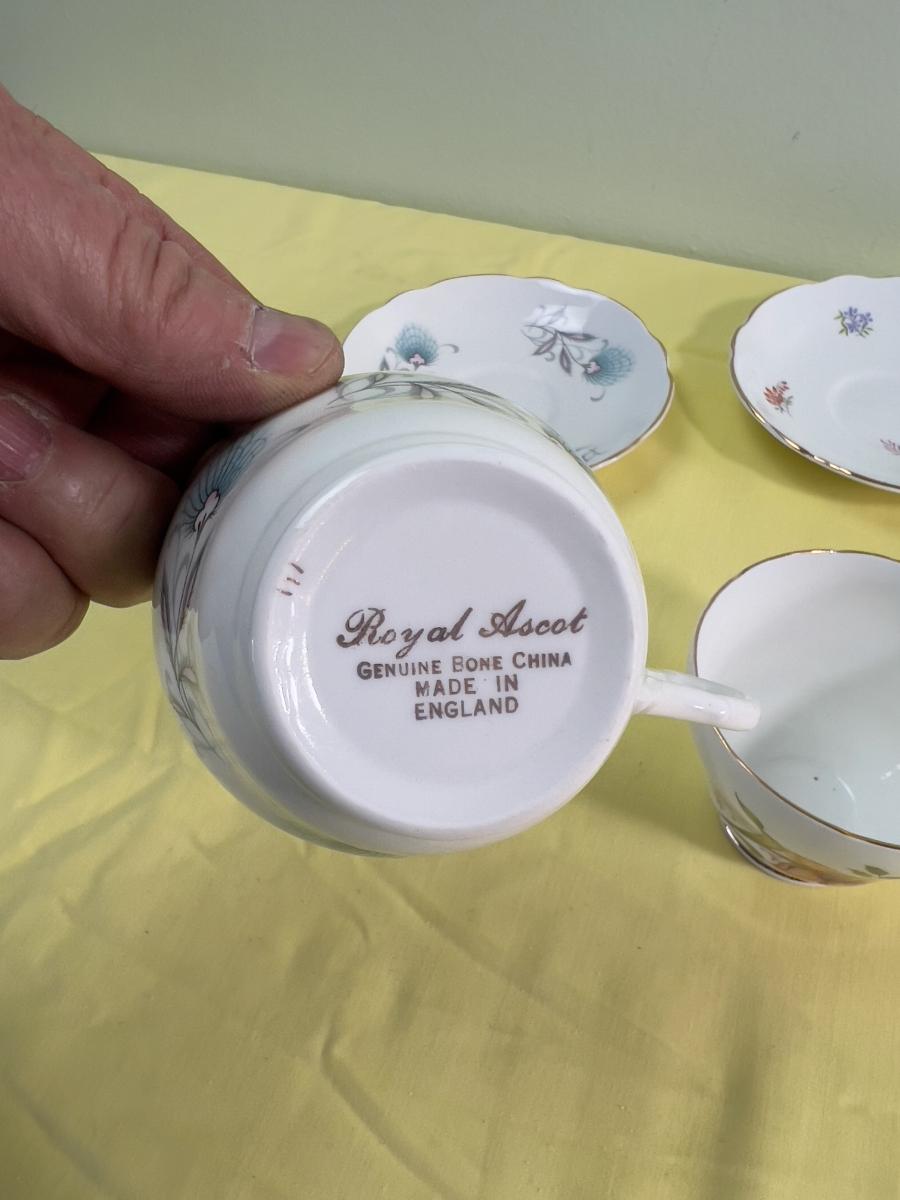 Royal Ascot
GENUINE BONE CHINA
MADE IN
ENGLAND